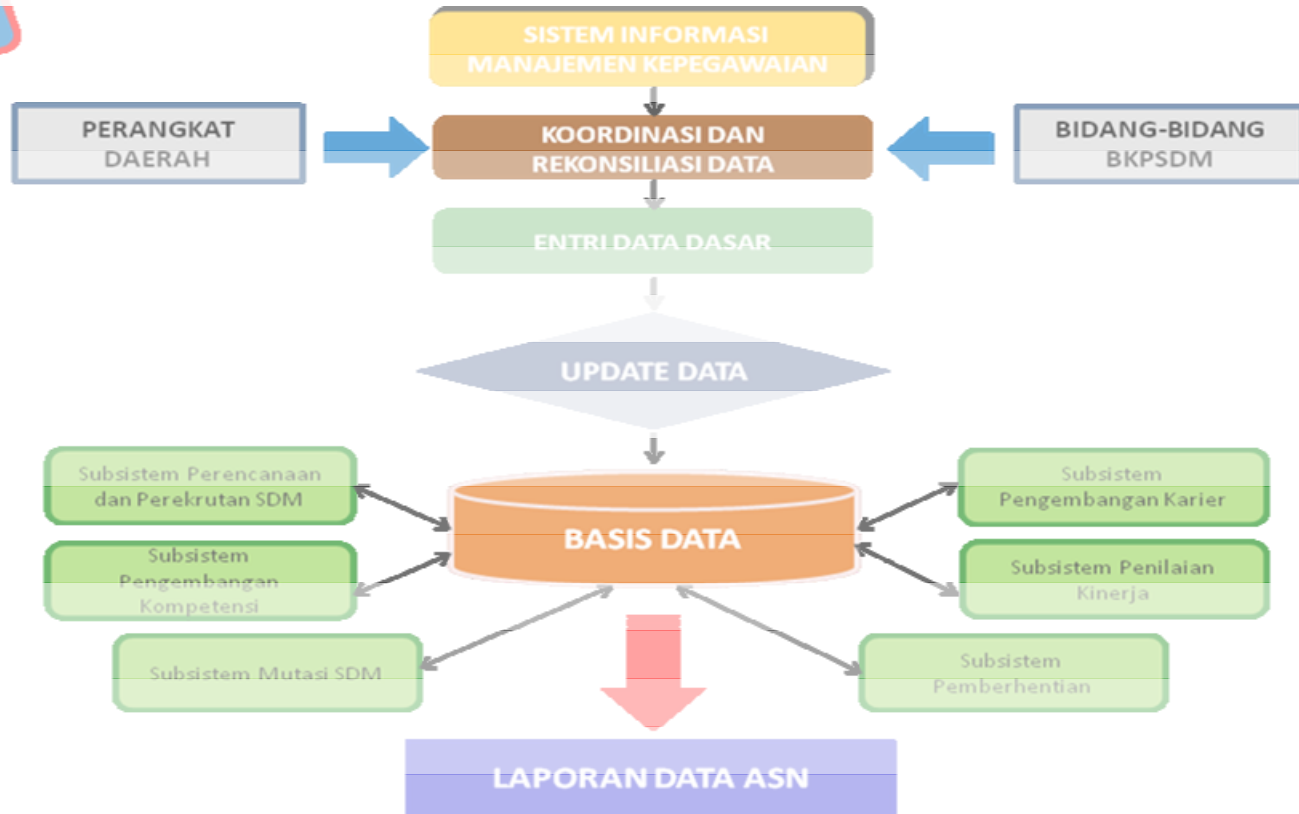 SISTEM INFORMASI
MANAJEMEN KEPEGAWAIAN
PERANGKAT
DAERAH
KOORDINASI DAN
REKONSILIASI DATA
BIDANG-BIDANG
BKPSDM
ENTRI DATA DASAR
UPDATE DATA
Subsistem Perencanaan
dan Perekrutan SDM
Subsistem
Pengembangan Karier
BASIS DATA
Subsistem
Pengembangan
Kompetensi
Subsistem Penilaian
Kinerja
Subsistem Mutasi SDM
Subsistem
Pemberhentian
LAPORAN DATA ASN